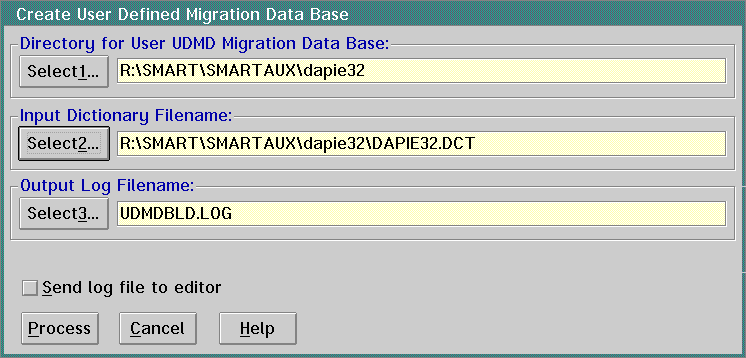 Create User Defined Migration Data Base
Directory for User UDMD Migration Data Base:
Select1... R:\SMART\SMARTAUX\dapie32
Input Dictionary Filename:
Select2... R:\SMART\SMARTAUX\dapie32\DAPIE32.DCT
Output Log Filename:
Select3... UDMDBLD.LOG
Send log file to editor
Process Cancel Help